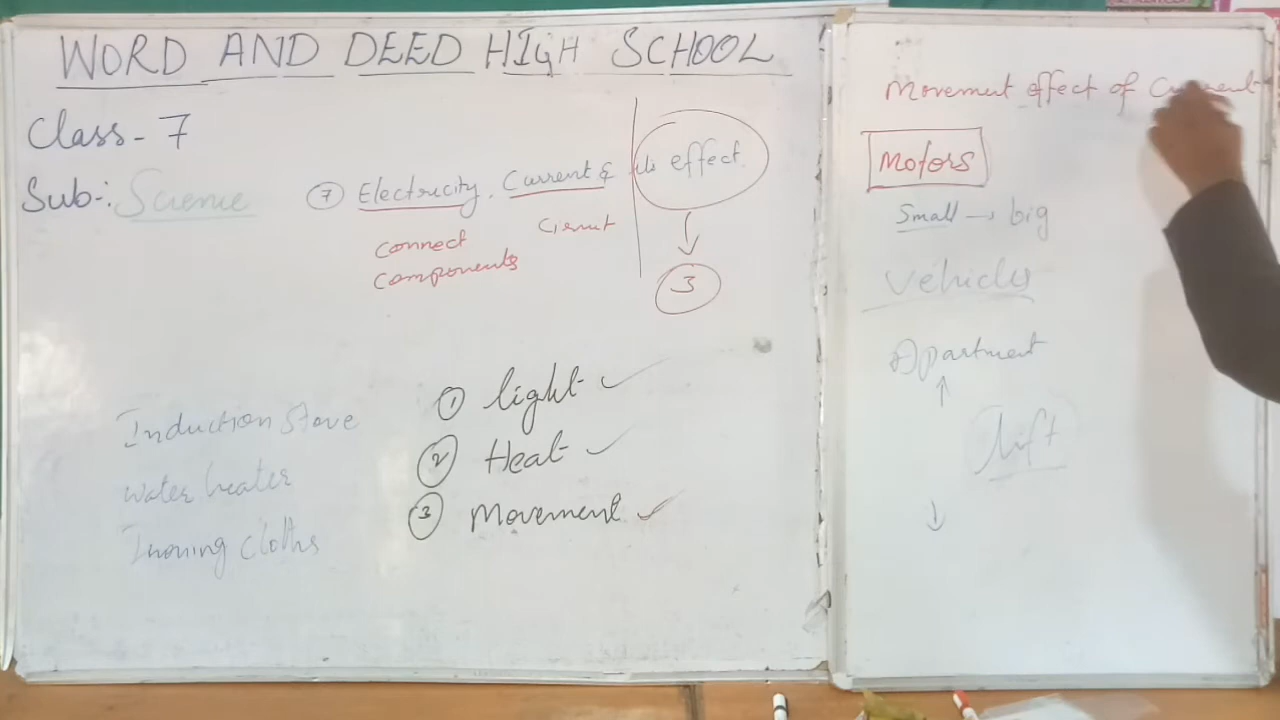 WORD AND DEED HIGH SCHOOL
Class - 7
Sub-: Science
⑦ Electricity. Current & its effect
connect Circuit
components
③
① light ✓
② Heat ✓
③ Movement ✓
Induction Stove
water heater
Ironing cloths
Movement effect of Current
Motors
Small → big
Vehicles
Apartment
↑
lift
↓